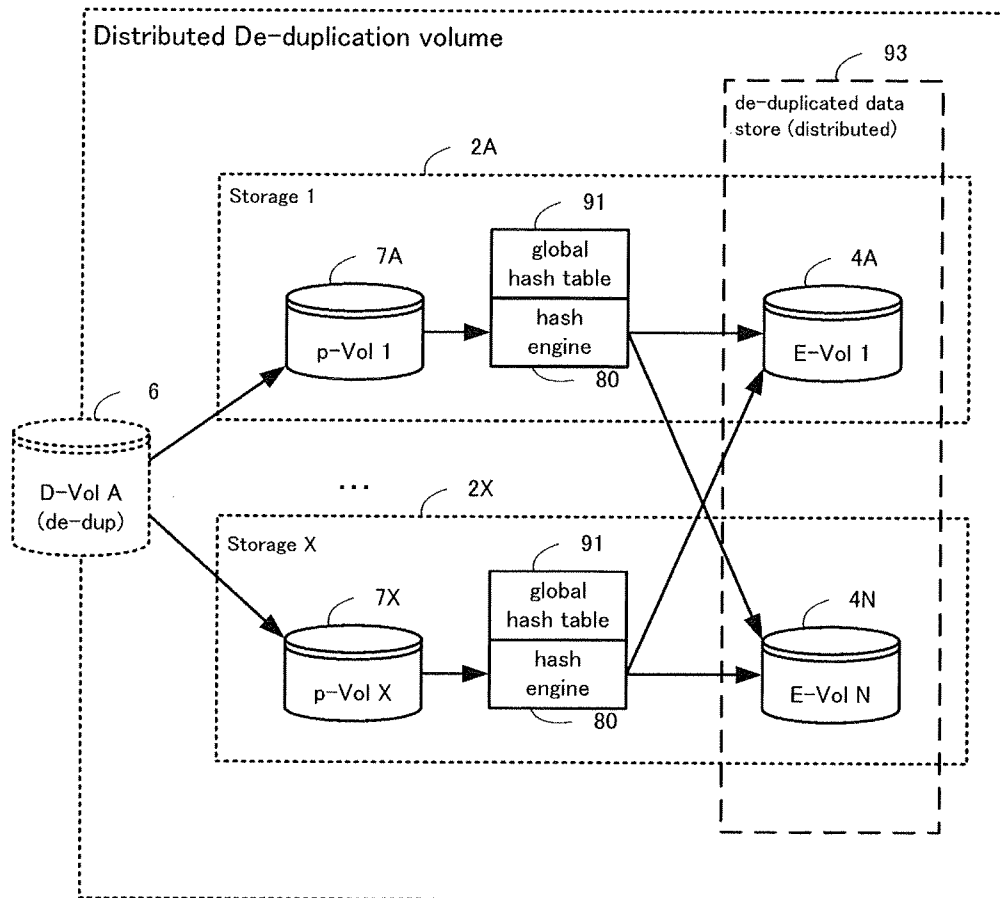 Distributed De-duplication volume
93
de-duplicated data
store (distributed)
2A
Storage 1
91
global
hash table
7A
4A
p-Vol 1
hash
engine
E-Vol 1
80
6
D-Vol A
(de-dup)
...
2X
Storage X
91
global
hash table
7X
4N
p-Vol X
hash
engine
E-Vol N
80